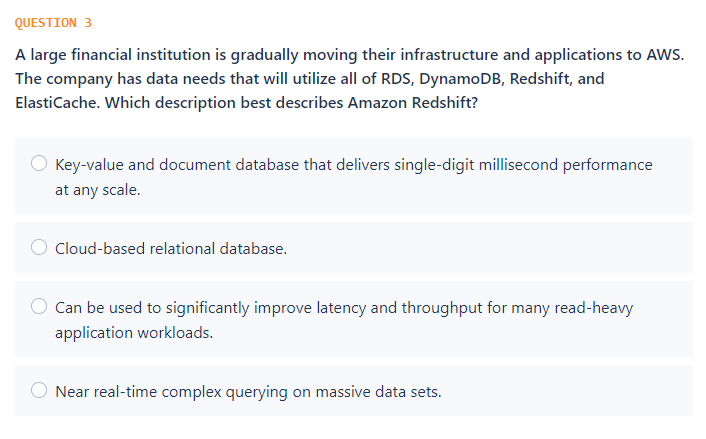 QUESTION 3
A large financial institution is gradually moving their infrastructure and applications to AWS.
The company has data needs that will utilize all of RDS, DynamoDB, Redshift, and
ElastiCache. Which description best describes Amazon Redshift?
Key-value and document database that delivers single-digit millisecond performance
at any scale.
Cloud-based relational database.
Can be used to significantly improve latency and throughput for many read-heavy
application workloads.
Near real-time complex querying on massive data sets.